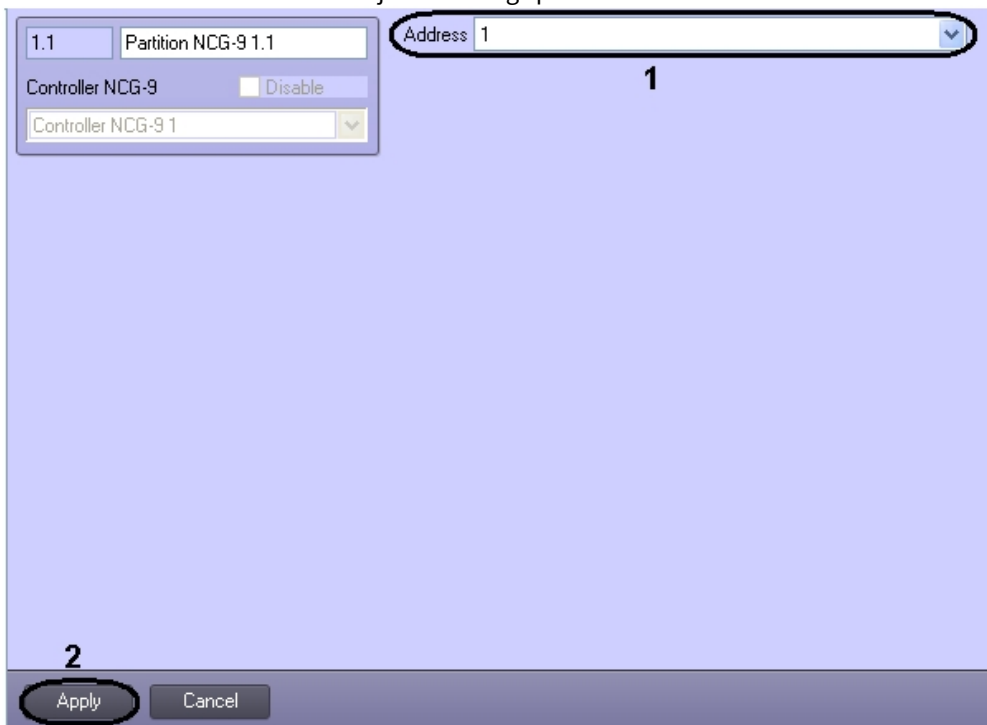 1.1 Partition NCG-9 1.1
Address 1
1
Controller NCG-9 Disable
Controller NCG-9 1
2
Apply Cancel